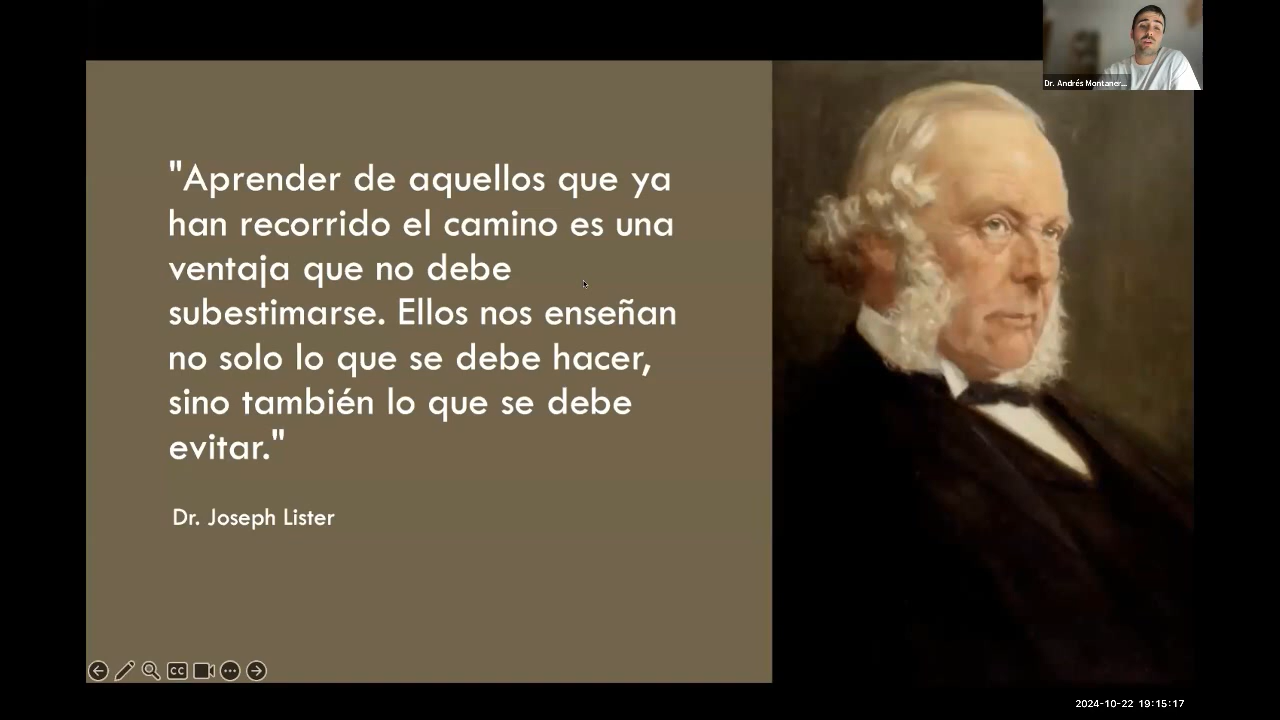 Dr. Andrés Montaner...
"Aprender de aquellos que ya
han recorrido el camino es una
ventaja que no debe
subestimarse. Ellos nos enseñan
no solo lo que se debe hacer,
sino también lo que se debe
evitar."
Dr. Joseph Lister
CC
2024-10-22 19:15:17